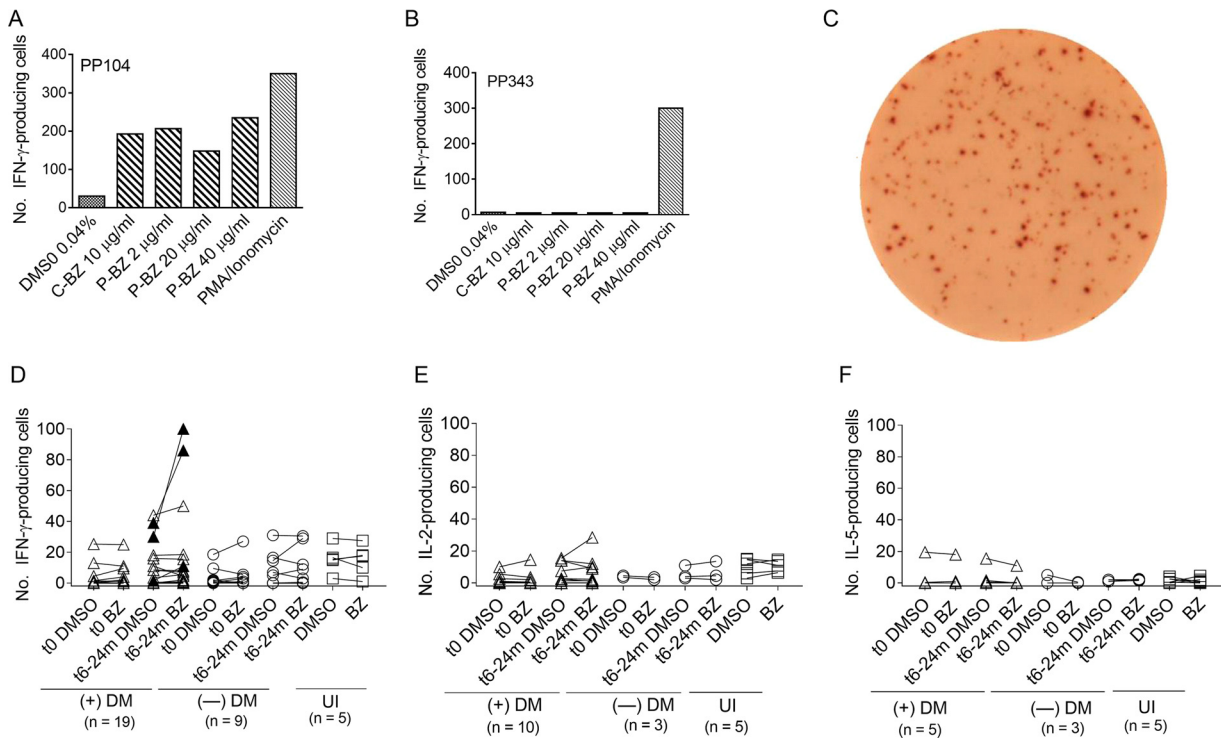 A
No. IFN-γ-producing cells
400
300
200
100
0
PP104
DMS0 0.04%
C-BZ 10 µg/ml
P-BZ 2 µg/ml
P-BZ 20 µg/ml
P-BZ 40 µg/ml
PMA/Ionomycin
B
No. IFN-γ-producing cells
400
300
200
100
0
PP343
DMS0 0.04%
C-BZ 10 µg/ml
P-BZ 2 µg/ml
P-BZ 20 µg/ml
P-BZ 40 µg/ml
PMA/Ionomycin
C
D
No. IFN-γ-producing cells
100
80
60
40
20
0
t0 DMSO
t0 BZ
t6-24m DMSO
t6-24m BZ
t0 DMSO
t0 BZ
t6-24m DMSO
t6-24m BZ
DMSO
BZ
(+) DM
(n = 19)
(—) DM
(n = 9)
UI
(n = 5)
E
No. IL-2-producing cells
100
80
60
40
20
0
t0 DMSO
t0 BZ
t6-24m DMSO
t6-24m BZ
t0 DMSO
t0 BZ
t6-24m DMSO
t6-24m BZ
DMSO
BZ
(+) DM
(n = 10)
(—) DM
(n = 3)
UI
(n = 5)
F
No. IL-5-producing cells
100
80
60
40
20
0
t0 DMSO
t0 BZ
t6-24m DMSO
t6-24m BZ
t0 DMSO
t0 BZ
t6-24m DMSO
t6-24m BZ
DMSO
BZ
(+) DM
(n = 5)
(—) DM
(n = 3)
UI
(n = 5)